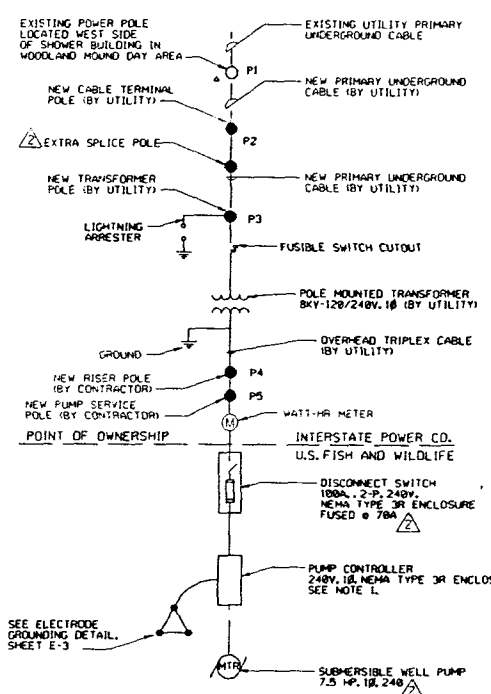 EXISTING POWER POLE
LOCATED WEST SIDE
OF SHOWER BUILDING IN
WOODLAND MOUND DAY AREA
EXISTING UTILITY PRIMARY
UNDERGROUND CABLE
P1
NEW CABLE TERMINAL
POLE (BY UTILITY)
NEW PRIMARY UNDERGROUND
CABLE (BY UTILITY)
P2
2 EXTRA SPLICE POLE
NEW TRANSFORMER
POLE (BY UTILITY)
NEW PRIMARY UNDERGROUND
CABLE (BY UTILITY)
P3
LIGHTNING
ARRESTER
FUSIBLE SWITCH CUTOUT
POLE MOUNTED TRANSFORMER
8KV-120/240V.1Ø (BY UTILITY)
GROUND
OVERHEAD TRIPLEX CABLE
(BY UTILITY)
NEW RISER POLE
(BY CONTRACTOR)
P4
NEW PUMP SERVICE
POLE (BY CONTRACTOR)
P5
M
WATT-HR METER
POINT OF OWNERSHIP
INTERSTATE POWER CO.
U.S. FISH AND WILDLIFE
DISCONNECT SWITCH
100A., 2-P, 240V.
NEMA TYPE 3R ENCLOSURE
FUSED @ 70A
2
PUMP CONTROLLER
240V.1Ø. NEMA TYPE 3R ENCLOS
SEE NOTE 1.
SEE ELECTRODE
GROUNDING DETAIL.
SHEET E-3
MTR
SUBMERSIBLE WELL PUMP
7.5 HP.1Ø.240
2